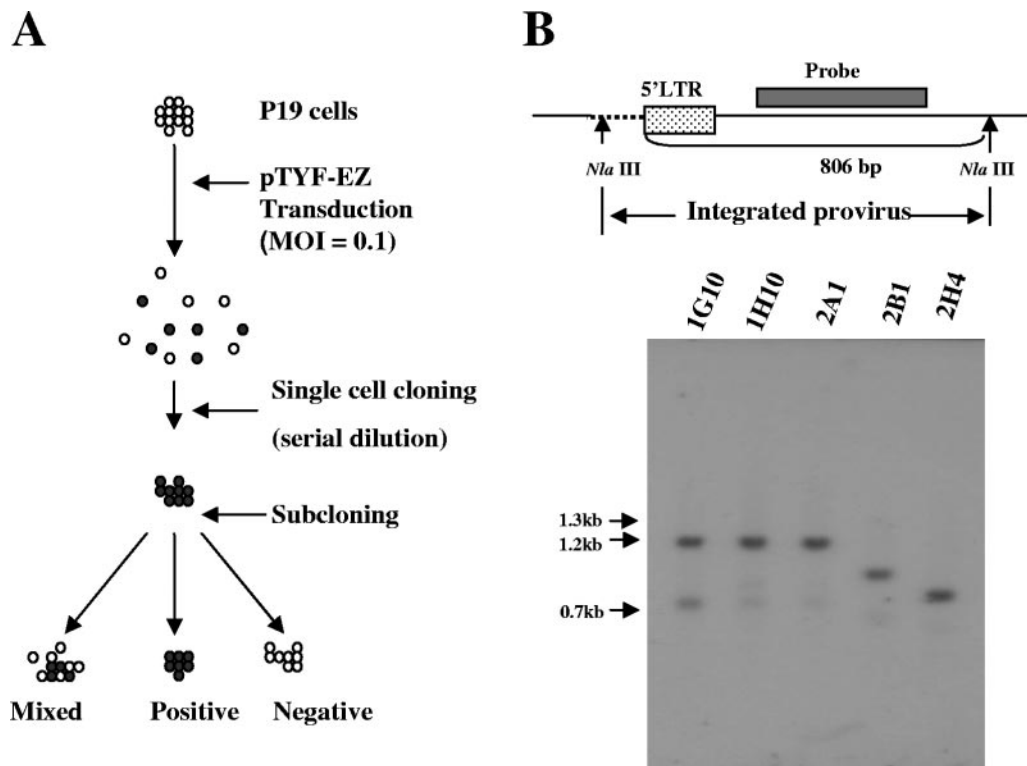 A
P19 cells
pTYF-EZ
Transduction
(MOI = 0.1)
Single cell cloning
(serial dilution)
Subcloning
Mixed
Positive
Negative
B
Probe
5'LTR
Nla III
806 bp
Nla III
Integrated provirus
1G10
1H10
2A1
2B1
2H4
1.3kb
1.2kb
0.7kb